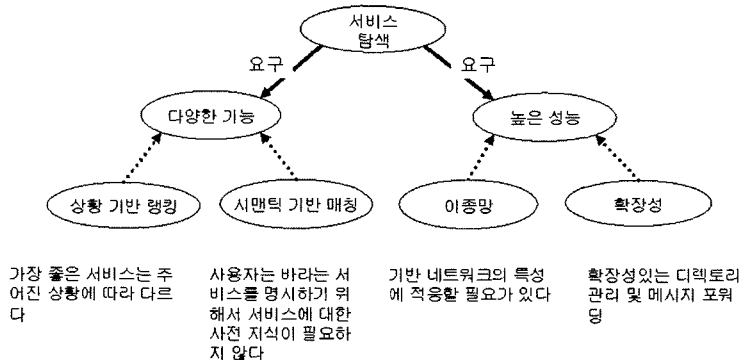 서비스
탐색
요구
요구
다양한 기능
높은 성능
상황 기반 랭킹
시맨틱 기반 매칭
이종망
확장성
가장 좋은 서비스는 주
어진 상황에 따라 다르
다
사용자는 바라는 서
비스를 명시하기 위
해서 서비스에 대한
사전 지식이 필요하
지 않다
기반 네트워크의 특성
에 적응할 필요가 있다
확장성있는 디렉토리
관리 및 메시지 포워
딩